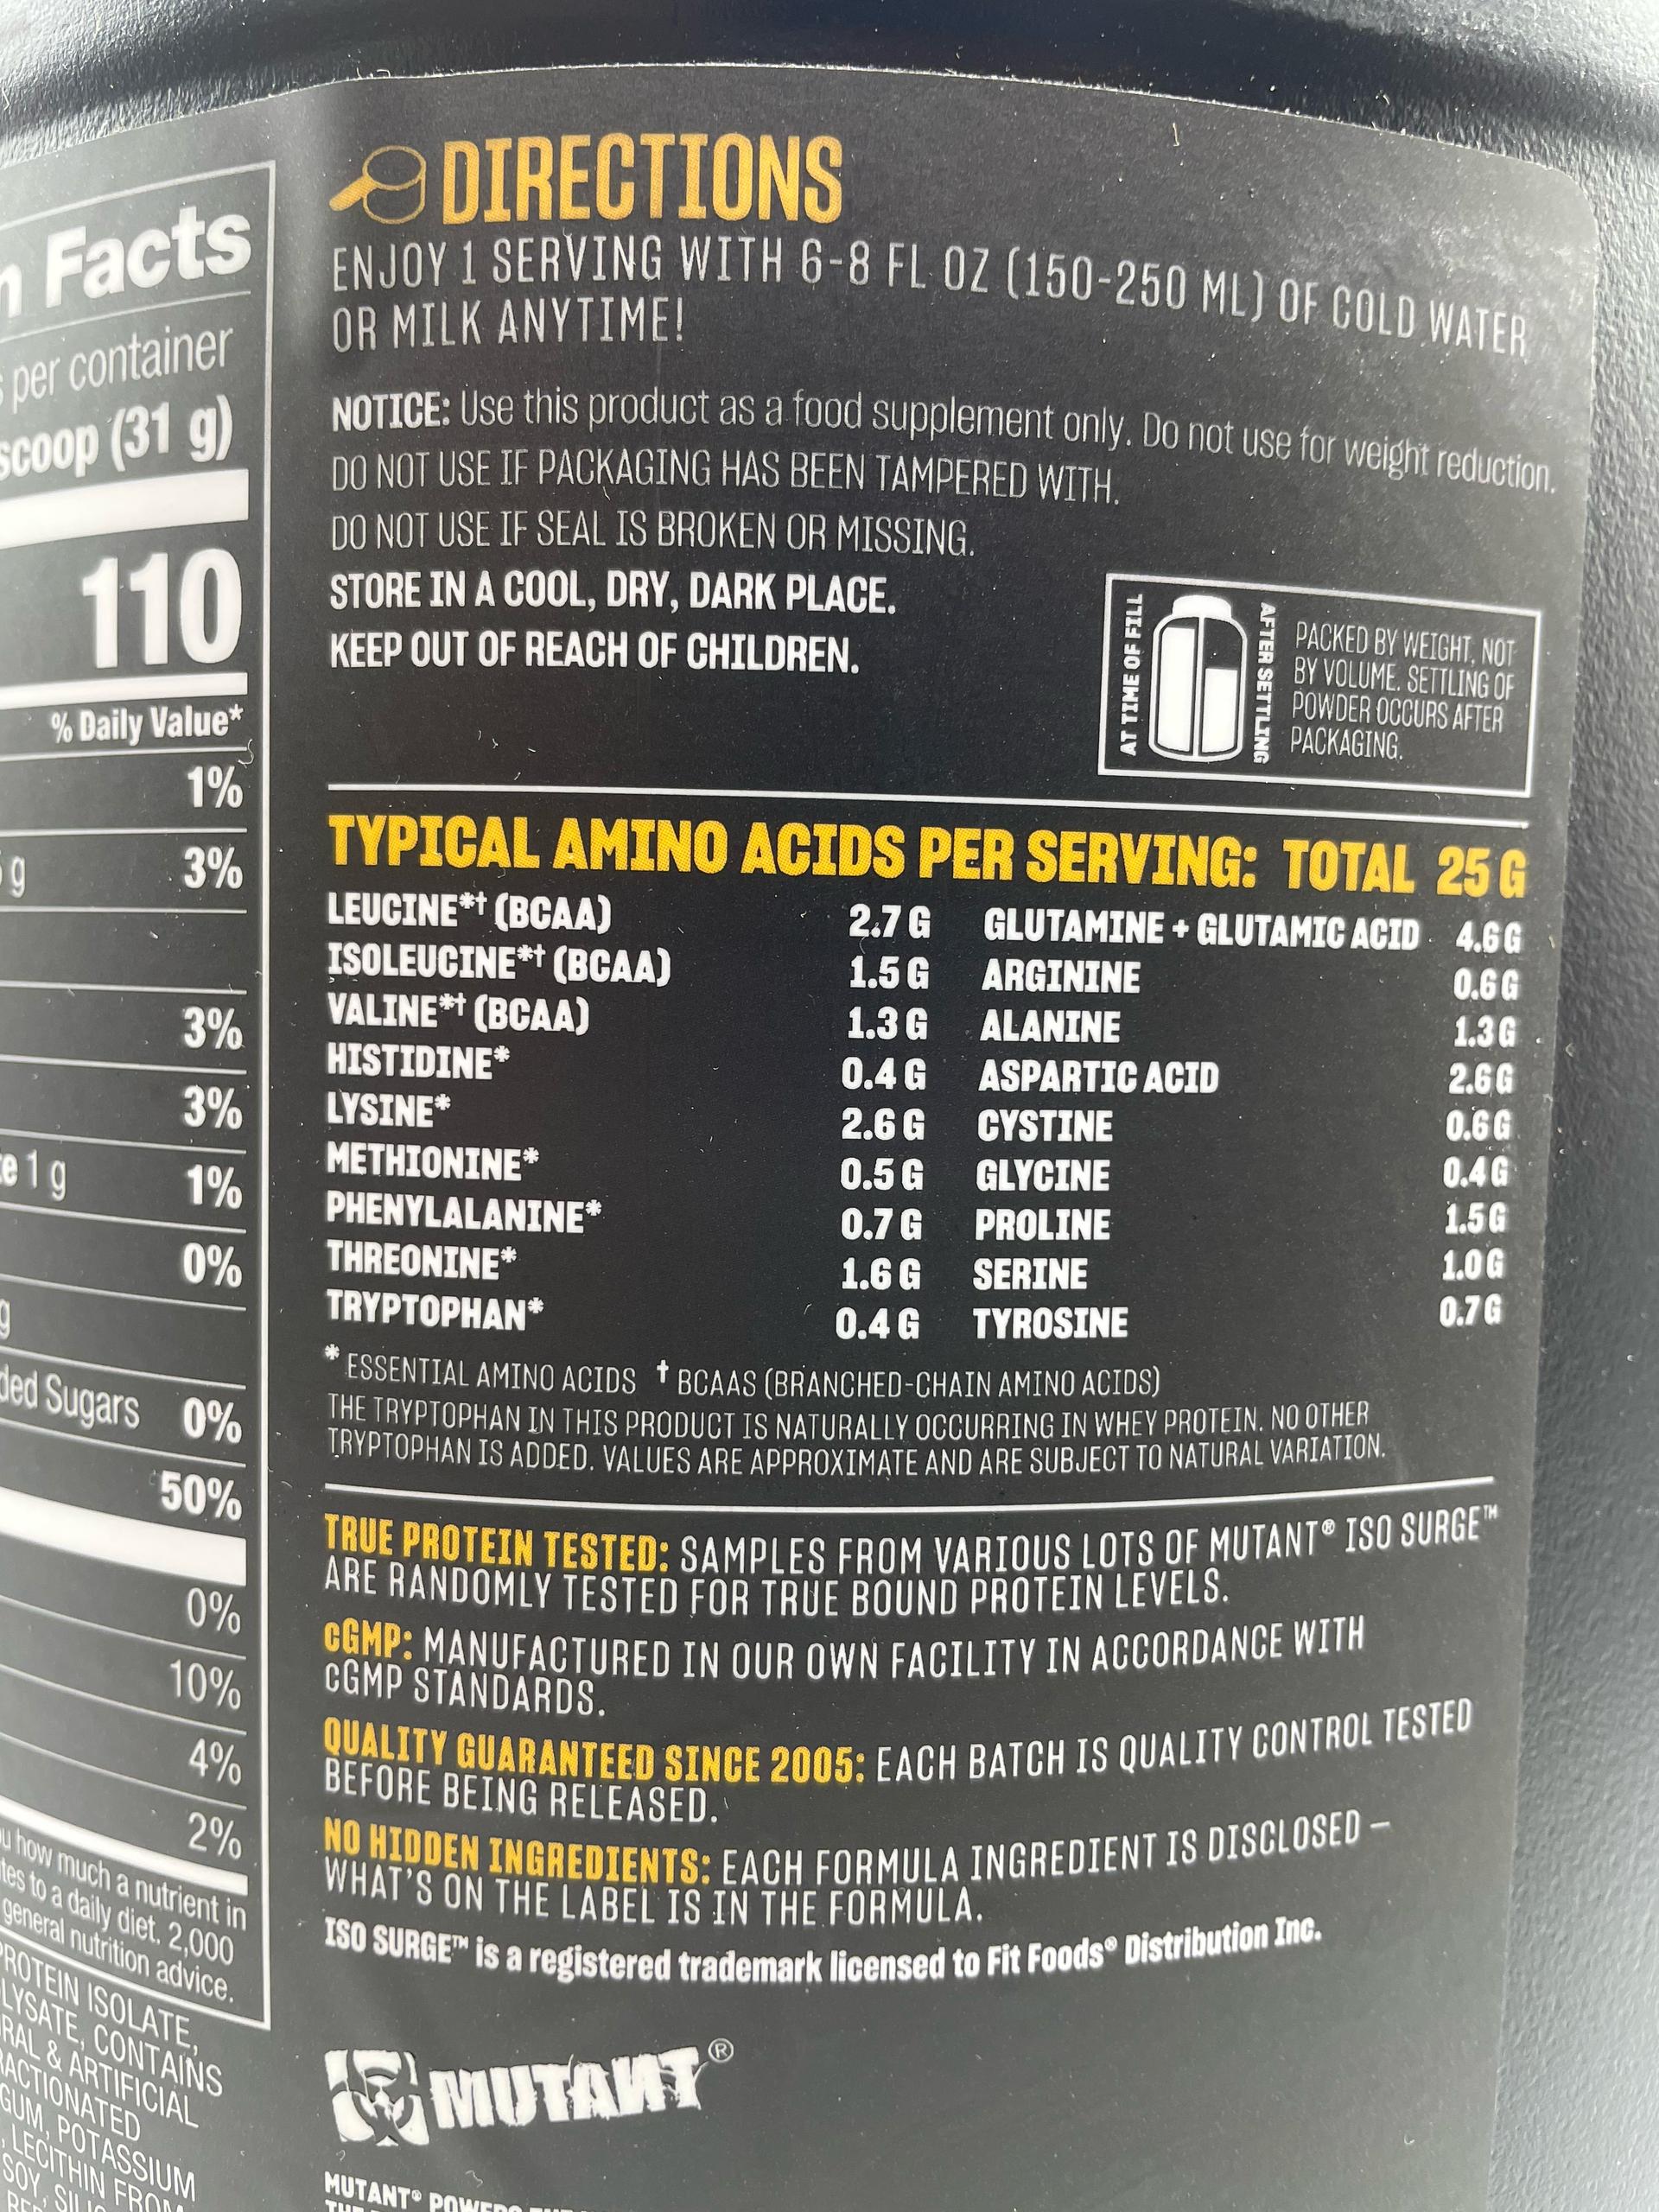 Facts
per container
scoop (31 g)
110
% Daily Value*
1%
g 3%
3%
3%
1 g 1%
0%
g
Sugars 0%
50%
0%
10%
4%
2%
how much a nutrient in
to a daily diet. 2,000
general nutrition advice.
PROTEIN ISOLATE,
CONTAINS
& ARTIFICIAL
GUM, POTASSIUM
LECITHIN FROM
SOY,
DIRECTIONS
ENJOY 1 SERVING WITH 6-8 FL OZ (150-250 ML) OF COLD WATER
OR MILK ANYTIME!
NOTICE: Use this product as a food supplement only. Do not use for weight reduction.
DO NOT USE IF PACKAGING HAS BEEN TAMPERED WITH.
DO NOT USE IF SEAL IS BROKEN OR MISSING.
STORE IN A COOL, DRY, DARK PLACE.
KEEP OUT OF REACH OF CHILDREN.
AT TIME OF FILL
AFTER SETTLING
PACKED BY WEIGHT, NOT
BY VOLUME. SETTLING OF
POWDER OCCURS AFTER
PACKAGING.
TYPICAL AMINO ACIDS PER SERVING: TOTAL 25 G
LEUCINE*† (BCAA) 2.7 G GLUTAMINE + GLUTAMIC ACID 4.6 G
ISOLEUCINE*† (BCAA) 1.5 G ARGININE 0.6 G
VALINE*† (BCAA) 1.3 G ALANINE 1.3 G
HISTIDINE* 0.4 G ASPARTIC ACID 2.6 G
LYSINE* 2.6 G CYSTINE 0.6 G
METHIONINE* 0.5 G GLYCINE 0.4 G
PHENYLALANINE* 0.7 G PROLINE 1.5 G
THREONINE* 1.6 G SERINE 1.0 G
TRYPTOPHAN* 0.4 G TYROSINE 0.7 G
* ESSENTIAL AMINO ACIDS † BCAAS (BRANCHED-CHAIN AMINO ACIDS)
THE TRYPTOPHAN IN THIS PRODUCT IS NATURALLY OCCURRING IN WHEY PROTEIN. NO OTHER
TRYPTOPHAN IS ADDED. VALUES ARE APPROXIMATE AND ARE SUBJECT TO NATURAL VARIATION.
TRUE PROTEIN TESTED: SAMPLES FROM VARIOUS LOTS OF MUTANT® ISO SURGE™
ARE RANDOMLY TESTED FOR TRUE BOUND PROTEIN LEVELS.
cGMP: MANUFACTURED IN OUR OWN FACILITY IN ACCORDANCE WITH
cGMP STANDARDS.
QUALITY GUARANTEED SINCE 2005: EACH BATCH IS QUALITY CONTROL TESTED
BEFORE BEING RELEASED.
NO HIDDEN INGREDIENTS: EACH FORMULA INGREDIENT IS DISCLOSED –
WHAT'S ON THE LABEL IS IN THE FORMULA.
ISO SURGE™ is a registered trademark licensed to Fit Foods® Distribution Inc.
MUTANT®
MUTANT®